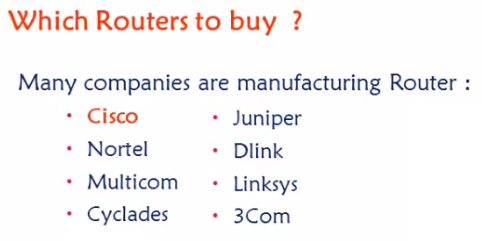 Which Routers to buy ?
Many companies are manufacturing Router :
• Cisco
• Nortel
• Multicom
• Cyclades
• Juniper
• Dlink
• Linksys
• 3Com